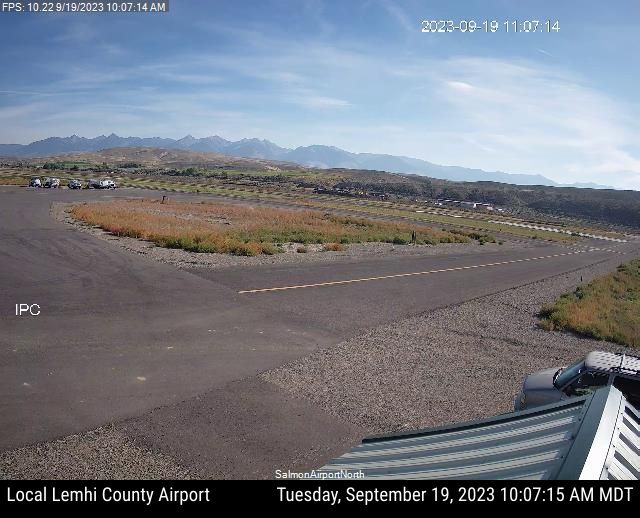 FPS: 10.22 9/19/2023 10:07:14 AM
2023-09-19 11:07:14
IPC
SalmonAirportNorth
Local Lemhi County Airport Tuesday, September 19, 2023 10:07:15 AM MDT